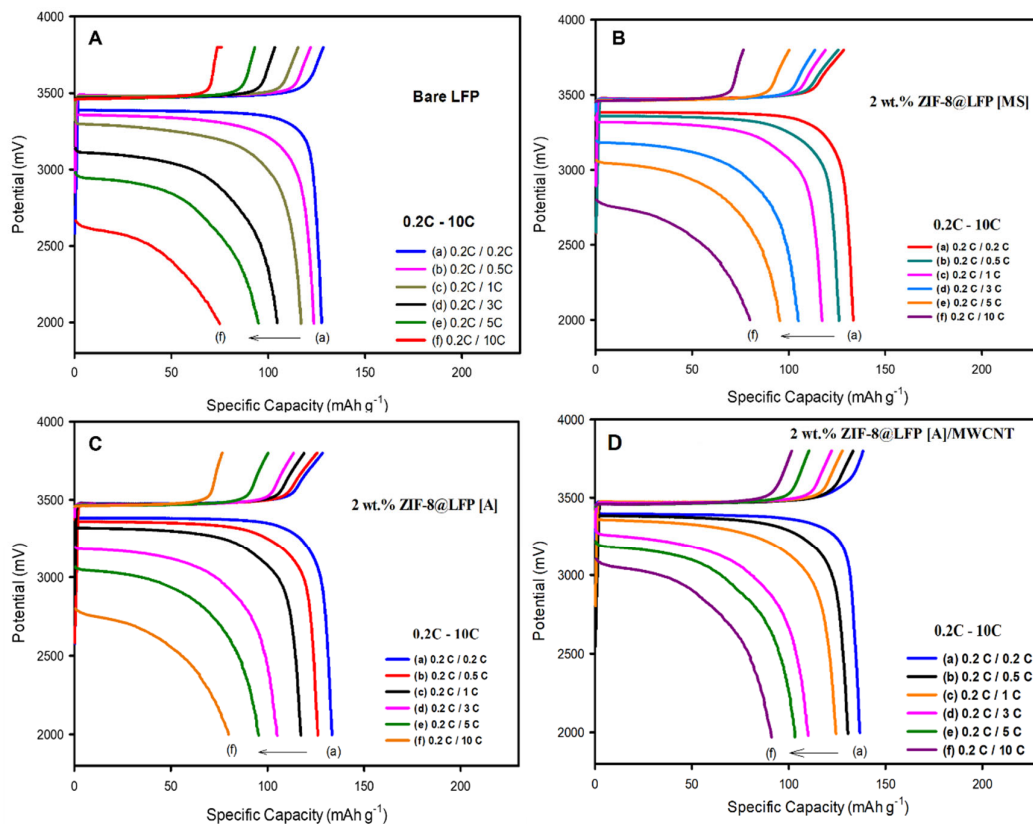 A
Bare LFP
0.2C - 10C
(a) 0.2C / 0.2C
(b) 0.2C / 0.5C
(c) 0.2C / 1C
(d) 0.2C / 3C
(e) 0.2C / 5C
(f) 0.2C / 10C
(f)
(a)
4000
3500
3000
2500
2000
Potential (mV)
0
50
100
150
200
Specific Capacity (mAh g⁻¹)
B
2 wt.% ZIF-8@LFP [MS]
0.2C - 10C
(a) 0.2 C / 0.2 C
(b) 0.2 C / 0.5 C
(c) 0.2 C / 1 C
(d) 0.2 C / 3 C
(e) 0.2 C / 5 C
(f) 0.2 C / 10 C
(f)
(a)
4000
3500
3000
2500
2000
Potential (mV)
0
50
100
150
200
Specific Capacity (mAh g⁻¹)
C
2 wt.% ZIF-8@LFP [A]
0.2C - 10C
(a) 0.2 C / 0.2 C
(b) 0.2 C / 0.5 C
(c) 0.2 C / 1 C
(d) 0.2 C / 3 C
(e) 0.2 C / 5 C
(f) 0.2 C / 10 C
(f)
(a)
4000
3500
3000
2500
2000
Potential (mV)
0
50
100
150
200
Specific Capacity (mAh g⁻¹)
D
2 wt.% ZIF-8@LFP [A]/MWCNT
0.2C - 10C
(a) 0.2 C / 0.2 C
(b) 0.2 C / 0.5 C
(c) 0.2 C / 1 C
(d) 0.2 C / 3 C
(e) 0.2 C / 5 C
(f) 0.2 C / 10 C
(f)
(a)
4000
3500
3000
2500
2000
Potential (mV)
0
50
100
150
200
Specific Capacity (mAh g⁻¹)